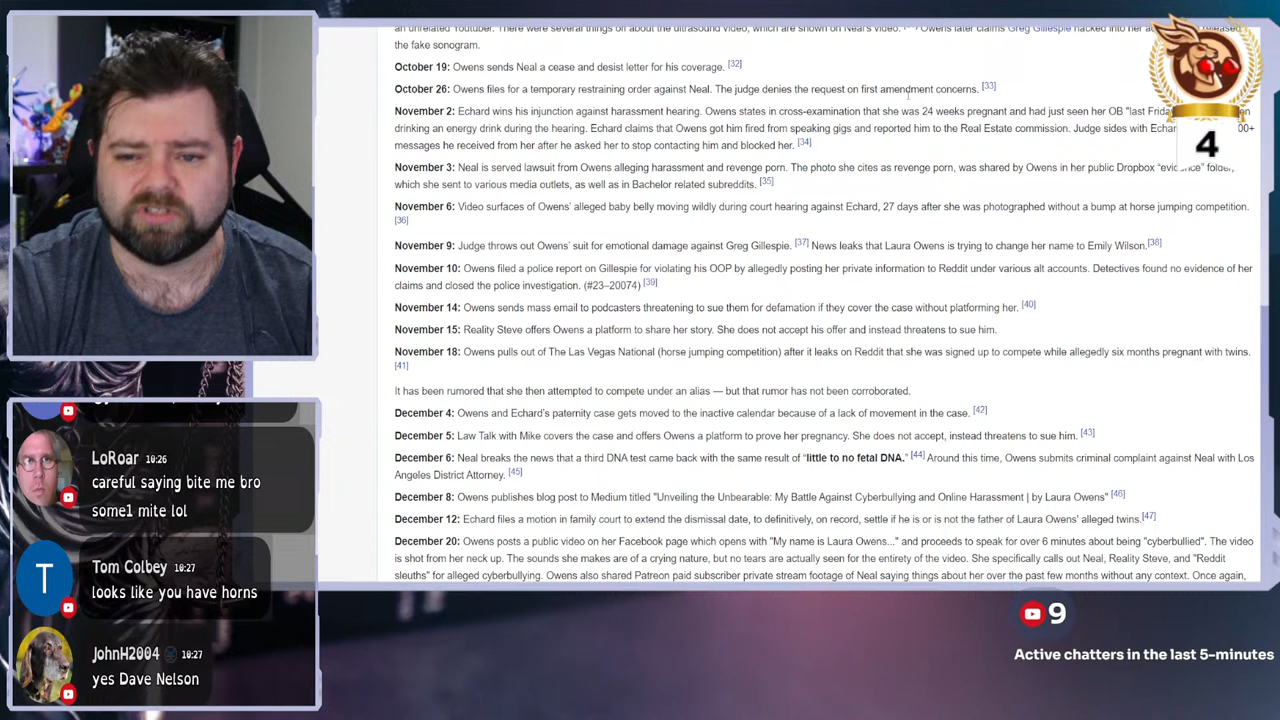 an unrelated Youtuber. There were several things off about the ultrasound video, which are shown on Neal's video. Owens later claims Greg Gillespie hacked into her
the fake sonogram.
October 19: Owens sends Neal a cease and desist letter for his coverage. [32]
October 26: Owens files for a temporary restraining order against Neal. The judge denies the request on first amendment concerns. [33]
November 2: Echard wins his injunction against harassment hearing. Owens states in cross-examination that she was 24 weeks pregnant and had just seen her OB "last
drinking an energy drink during the hearing. Echard claims that Owens got him fired from speaking gigs and reported him to the Real Estate commission. Judge sides with 00+
messages he received from her after he asked her to stop contacting him and blocked her. [34]
4
November 3: Neal is served lawsuit from Owens alleging harassment and revenge porn. The photo she cites as revenge porn, was shared by Owens in her public Dropbox "evidence" folder,
which she sent to various media outlets, as well as in Bachelor related subreddits. [35]
November 6: Video surfaces of Owens' alleged baby belly moving wildly during court hearing against Echard, 27 days after she was photographed without a bump at horse jumping competition.
[36]
November 9: Judge throws out Owens' suit for emotional damage against Greg Gillespie. [37] News leaks that Laura Owens is trying to change her name to Emily Wilson.[38]
November 10: Owens filed a police report on Gillespie for violating his OOP by allegedly posting her private information to Reddit under various alt accounts. Detectives found no evidence of her
claims and closed the police investigation. (#23–20074) [39]
November 14: Owens sends mass email to podcasters threatening to sue them for defamation if they cover the case without platforming her. [40]
November 15: Reality Steve offers Owens a platform to share her story. She does not accept his offer and instead threatens to sue him.
November 18: Owens pulls out of The Las Vegas National (horse jumping competition) after it leaks on Reddit that she was signed up to compete while allegedly six months pregnant with twins.
[41]
It has been rumored that she then attempted to compete under an alias — but that rumor has not been corroborated.
December 4: Owens and Echard's paternity case gets moved to the inactive calendar because of a lack of movement in the case. [42]
December 5: Law Talk with Mike covers the case and offers Owens a platform to prove her pregnancy. She does not accept, instead threatens to sue him. [43]
December 6: Neal breaks the news that a third DNA test came back with the same result of "little to no fetal DNA." [44] Around this time, Owens submits criminal complaint against Neal with Los
Angeles District Attorney. [45]
December 8: Owens publishes blog post to Medium titled "Unveiling the Unbearable: My Battle Against Cyberbullying and Online Harassment | by Laura Owens" [46]
December 12: Echard files a motion in family court to extend the dismissal date, to definitively, on record, settle if he is or is not the father of Laura Owens' alleged twins.[47]
December 20: Owens posts a public video on her Facebook page which opens with "My name is Laura Owens..." and proceeds to speak for over 6 minutes about being "cyberbullied". The video
is shot from her neck up. The sounds she makes are of a crying nature, but no tears are actually seen for the entirety of the video. She specifically calls out Neal, Reality Steve, and "Reddit
sleuths" for alleged cyberbullying. Owens also shared Patreon paid subscriber private stream footage of Neal saying things about her over the past few months without any context. Once again,
LoRoar 10:26
careful saying bite me bro
some1 mite lol
Tom Colbey 10:27
T
looks like you have horns
JohnH2004 10:27
yes Dave Nelson
9
Active chatters in the last 5-minutes